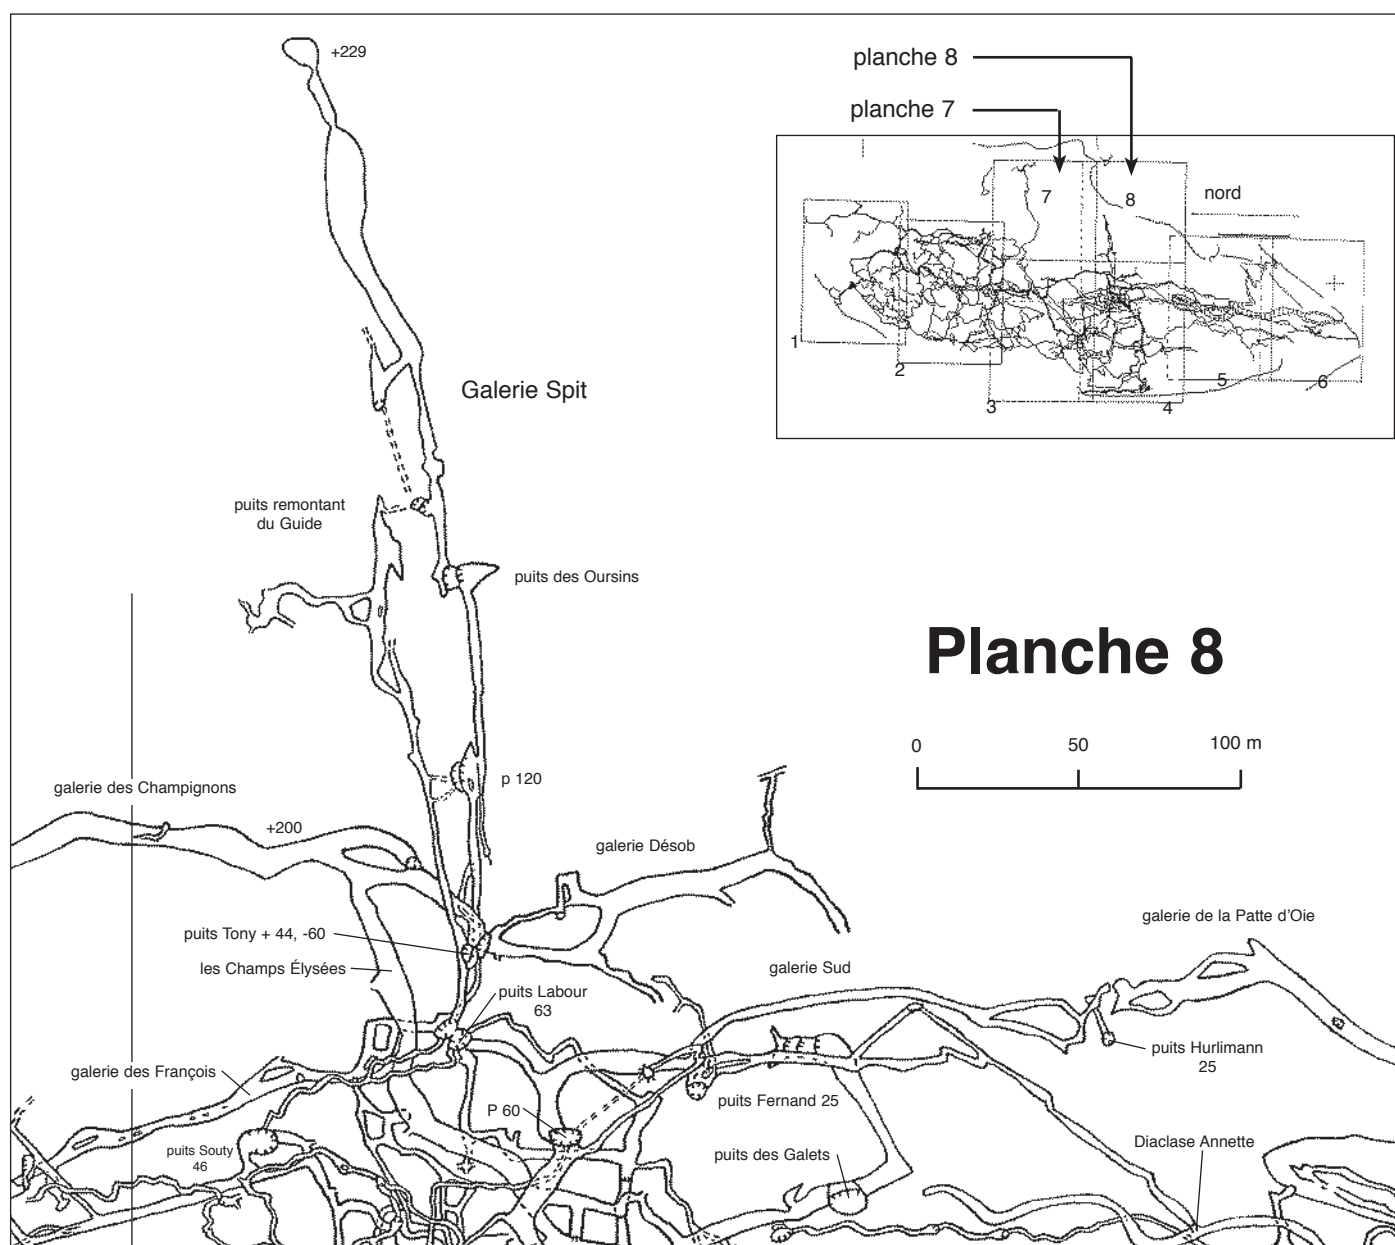 +229
planche 8
planche 7
7
8
nord
1
2
3
4
5
6
Galerie Spit
puits remontant
du Guide
puits des Oursins
Planche 8
0 50 100 m
p 120
galerie des Champignons
+200
galerie Désob
galerie de la Patte d'Oie
puits Tony + 44, -60
les Champs Élysées
galerie Sud
puits Labour
63
puits Hurlimann
25
galerie des François
puits Fernand 25
P 60
puits Souty
46
puits des Galets
Diaclase Annette